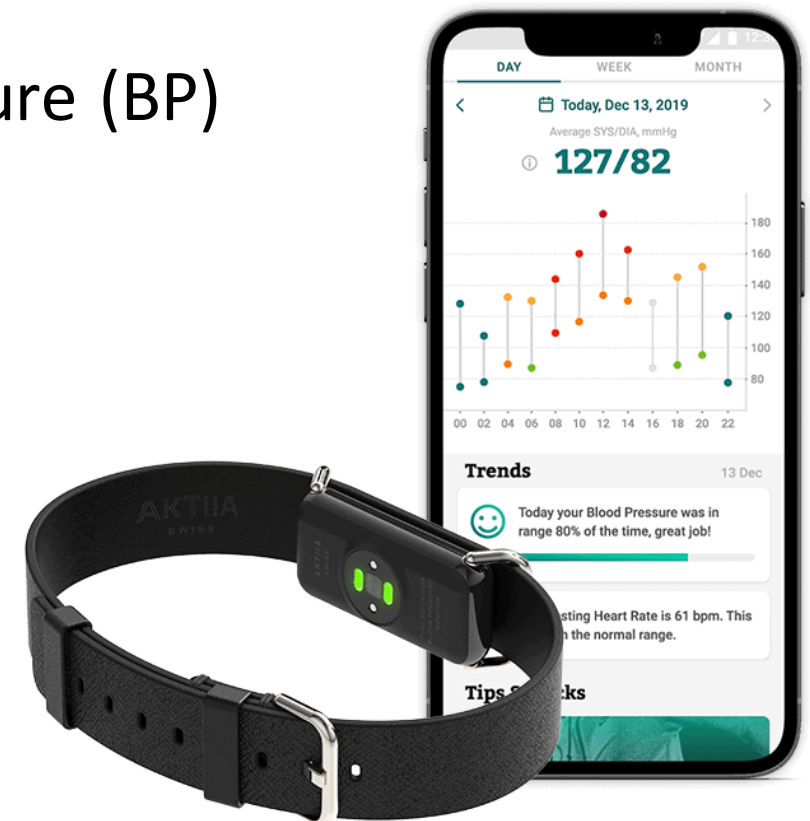 ure (BP)
12:3
DAY WEEK MONTH
Today, Dec 13, 2019
Average SYS/DIA, mmHg
127/82
180
160
140
120
100
80
00 02 04 06 08 10 12 14 16 18 20 22
Trends 13 Dec
Today your Blood Pressure was in
range 80% of the time, great job!
sting Heart Rate is 61 bpm. This
the normal range.
Tips cks
AKTiiA
SWISS
AKTIIA
SWISS